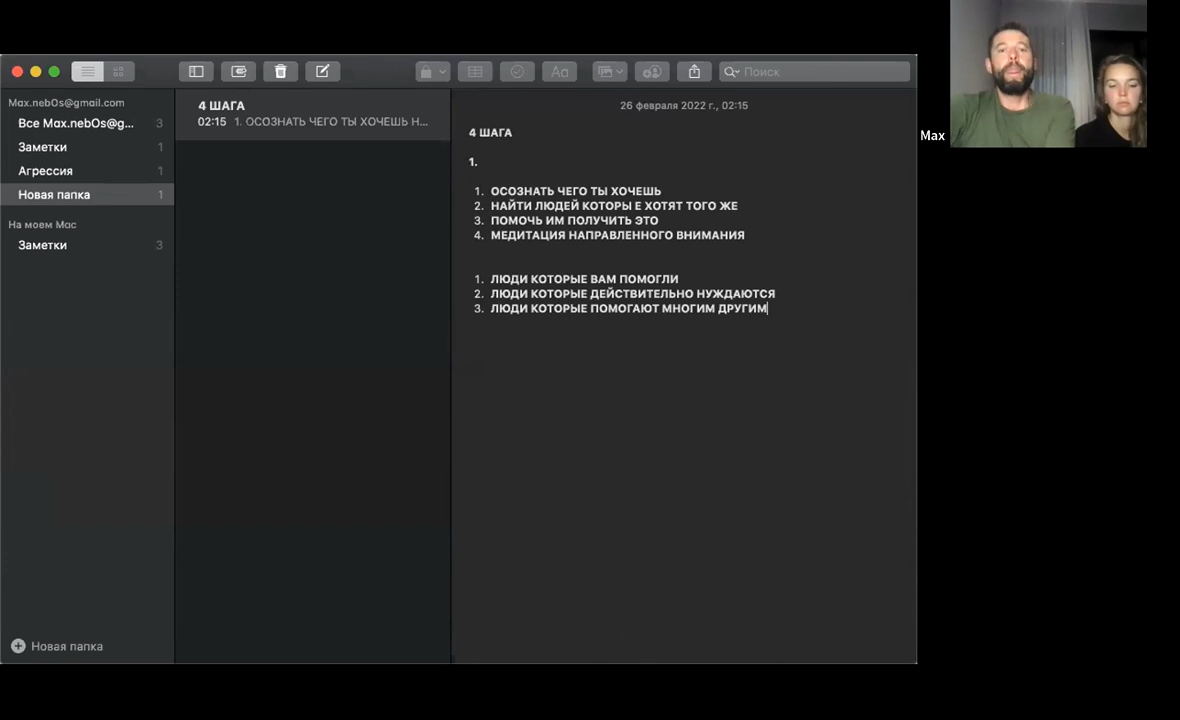 Поиск
Max.nebOs@gmail.com
Все Max.nebOs@g... 3
Заметки 1
Агрессия 1
Новая папка 1
На моем Mac
Заметки 3
Новая папка
4 ШАГА
02:15 1. ОСОЗНАТЬ ЧЕГО ТЫ ХОЧЕШЬ Н...
26 февраля 2022 г., 02:15
4 ШАГА
1.
1. ОСОЗНАТЬ ЧЕГО ТЫ ХОЧЕШЬ
2. НАЙТИ ЛЮДЕЙ КОТОРЫ Е ХОТЯТ ТОГО ЖЕ
3. ПОМОЧЬ ИМ ПОЛУЧИТЬ ЭТО
4. МЕДИТАЦИЯ НАПРАВЛЕННОГО ВНИМАНИЯ
1. ЛЮДИ КОТОРЫЕ ВАМ ПОМОГЛИ
2. ЛЮДИ КОТОРЫЕ ДЕЙСТВИТЕЛЬНО НУЖДАЮТСЯ
3. ЛЮДИ КОТОРЫЕ ПОМОГАЮТ МНОГИМ ДРУГИМ
Aa
Max